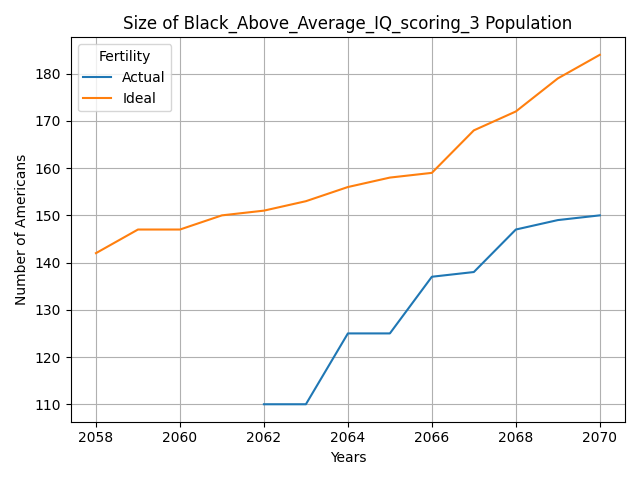 Size of Black_Above_Average_IQ_scoring_3 Population
Fertility
Actual
Ideal
Number of Americans
180
170
160
150
140
130
120
110
2058 2060 2062 2064 2066 2068 2070
Years